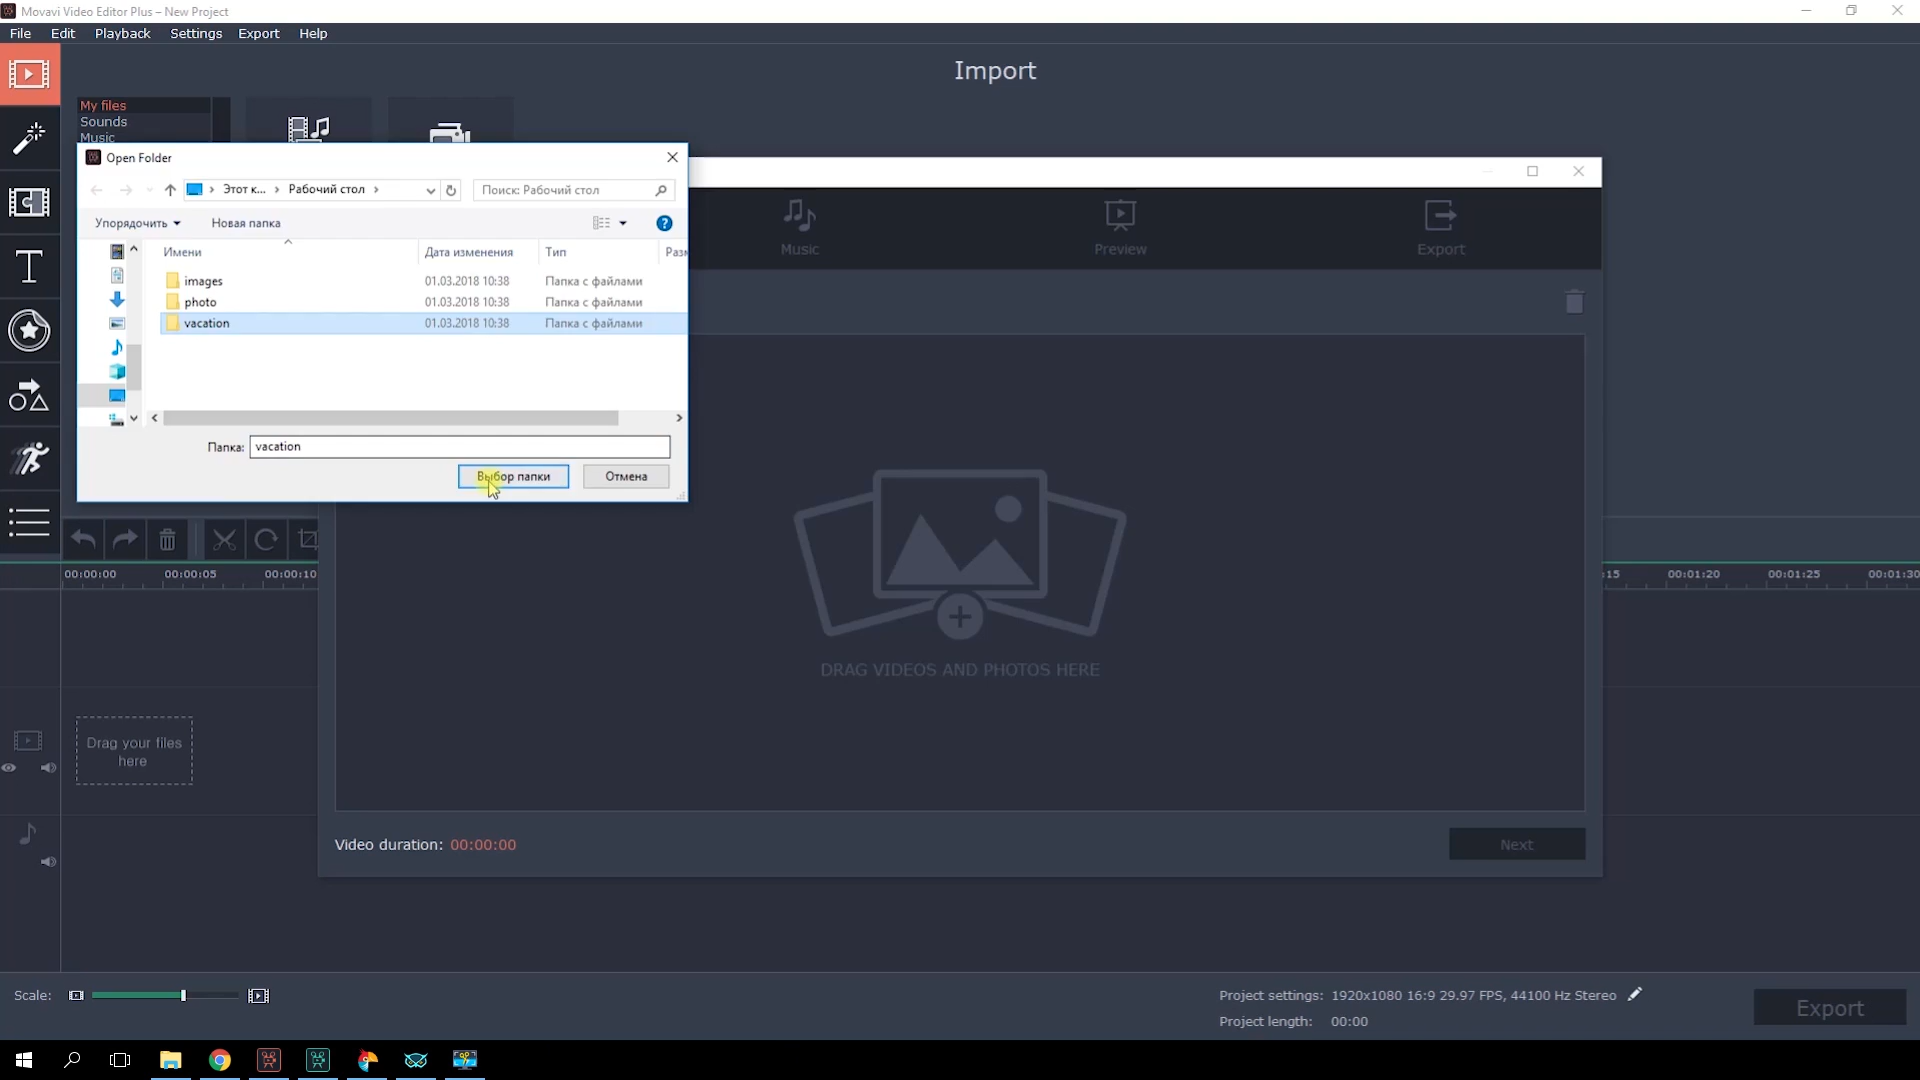 Movavi Video Editor Plus – New Project
File Edit Playback Settings Export Help
Import
My files
Sounds
Music
Open Folder
Этот к... Рабочий стол
Поиск: Рабочий стол
Упорядочить Новая папка
Имени Дата изменения Тип Разм
images 01.03.2018 10:38 Папка с файлами
photo 01.03.2018 10:38 Папка с файлами
vacation 01.03.2018 10:38 Папка с файлами
Папка: vacation
Выбор папки Отмена
Music Preview Export
DRAG VIDEOS AND PHOTOS HERE
00:00:00 00:00:05 00:00:10 :15 00:01:20 00:01:25 00:01:30
Drag your files
here
Video duration: 00:00:00
Next
Scale:
Project settings: 1920x1080 16:9 29.97 FPS, 44100 Hz Stereo
Project length: 00:00
Export